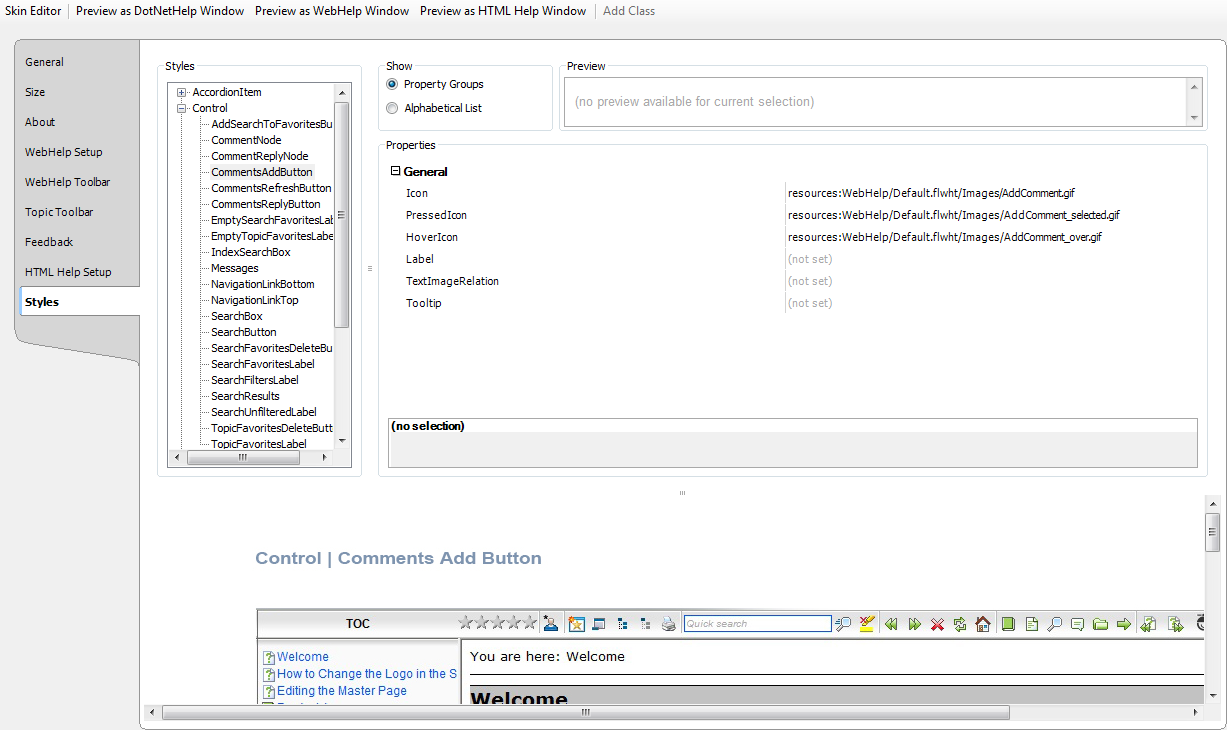 Skin Editor Preview as DotNetHelp Window Preview as WebHelp Window Preview as HTML Help Window Add Class
General
Size
About
WebHelp Setup
WebHelp Toolbar
Topic Toolbar
Feedback
HTML Help Setup
Styles
Styles
AccordionItem
Control
AddSearchToFavoritesBu
CommentNode
CommentReplyNode
CommentsAddButton
CommentsRefreshButton
CommentsReplyButton
EmptySearchFavoritesLab
EmptyTopicFavoritesLabe
IndexSearchBox
Messages
NavigationLinkBottom
NavigationLinkTop
SearchBox
SearchButton
SearchFavoritesDeleteBu
SearchFavoritesLabel
SearchFiltersLabel
SearchResults
SearchUnfilteredLabel
TopicFavoritesDeleteButt
TopicFavoritesLabel
Show
Property Groups
Alphabetical List
Preview
(no preview available for current selection)
Properties
General
Icon resources:WebHelp/Default.flwht/Images/AddComment.gif
PressedIcon resources:WebHelp/Default.flwht/Images/AddComment_selected.gif
HoverIcon resources:WebHelp/Default.flwht/Images/AddComment_over.gif
Label (not set)
TextImageRelation (not set)
Tooltip (not set)
(no selection)
Control | Comments Add Button
TOC Quick search
Welcome
How to Change the Logo in the S
Editing the Master Page
You are here: Welcome
Welcome